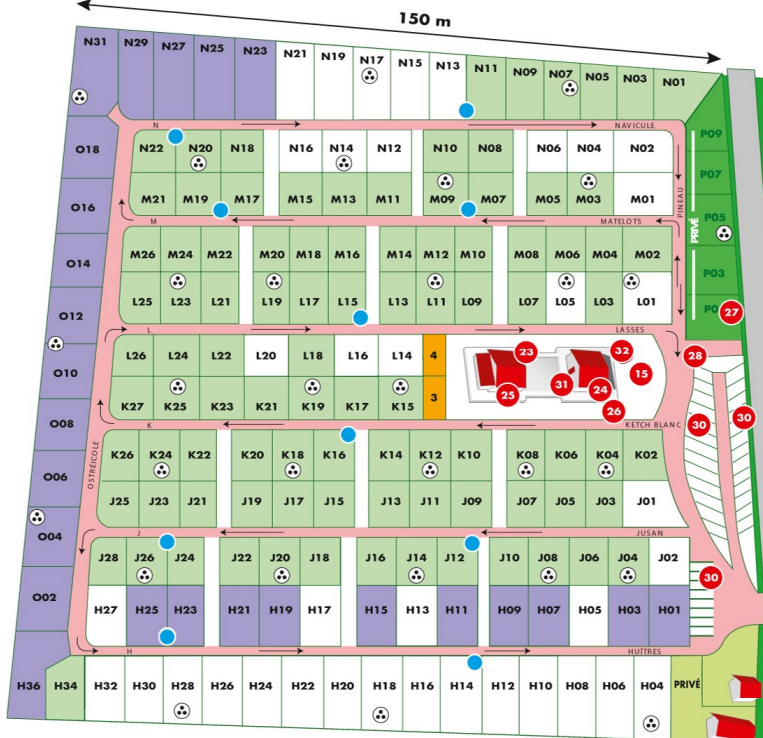 150 m
N31 N29 N27 N25 N23 N21 N19 N17 N15 N13 N11 N09 N07 N05 N03 N01
N NAVICULE
P09
O18 N22 N20 N18 N16 N14 N12 N10 N08 N06 N04 N02
P07
M21 M19 M17 M15 M13 M11 M09 M07 M05 M03 M01
PINEAU
PRIVÉ
O16
M MATELOTS
P05
O14 M26 M24 M22 M20 M18 M16 M14 M12 M10 M08 M06 M04 M02
P03
L25 L23 L21 L19 L17 L15 L13 L11 L09 L07 L05 L03 L01
27
O12
L LASSES
O10 L26 L24 L22 L20 L18 L16 L14 4 23 32 28
25 31 24 15
K27 K25 K23 K21 K19 K17 K15 3 26
O08
K KETCH BLANC
30 30
OSTRÉICOLE
K26 K24 K22 K20 K18 K16 K14 K12 K10 K08 K06 K04 K02
O06
J25 J23 J21 J19 J17 J15 J13 J11 J09 J07 J05 J03 J01
O04
J JUSAN
J28 J26 J24 J22 J20 J18 J16 J14 J12 J10 J08 J06 J04 J02
30
O02 H27 H25 H23 H21 H19 H17 H15 H13 H11 H09 H07 H05 H03 H01
H HUÎTRES
H36 H34 H32 H30 H28 H26 H24 H22 H20 H18 H16 H14 H12 H10 H08 H06 H04 PRIVÉ